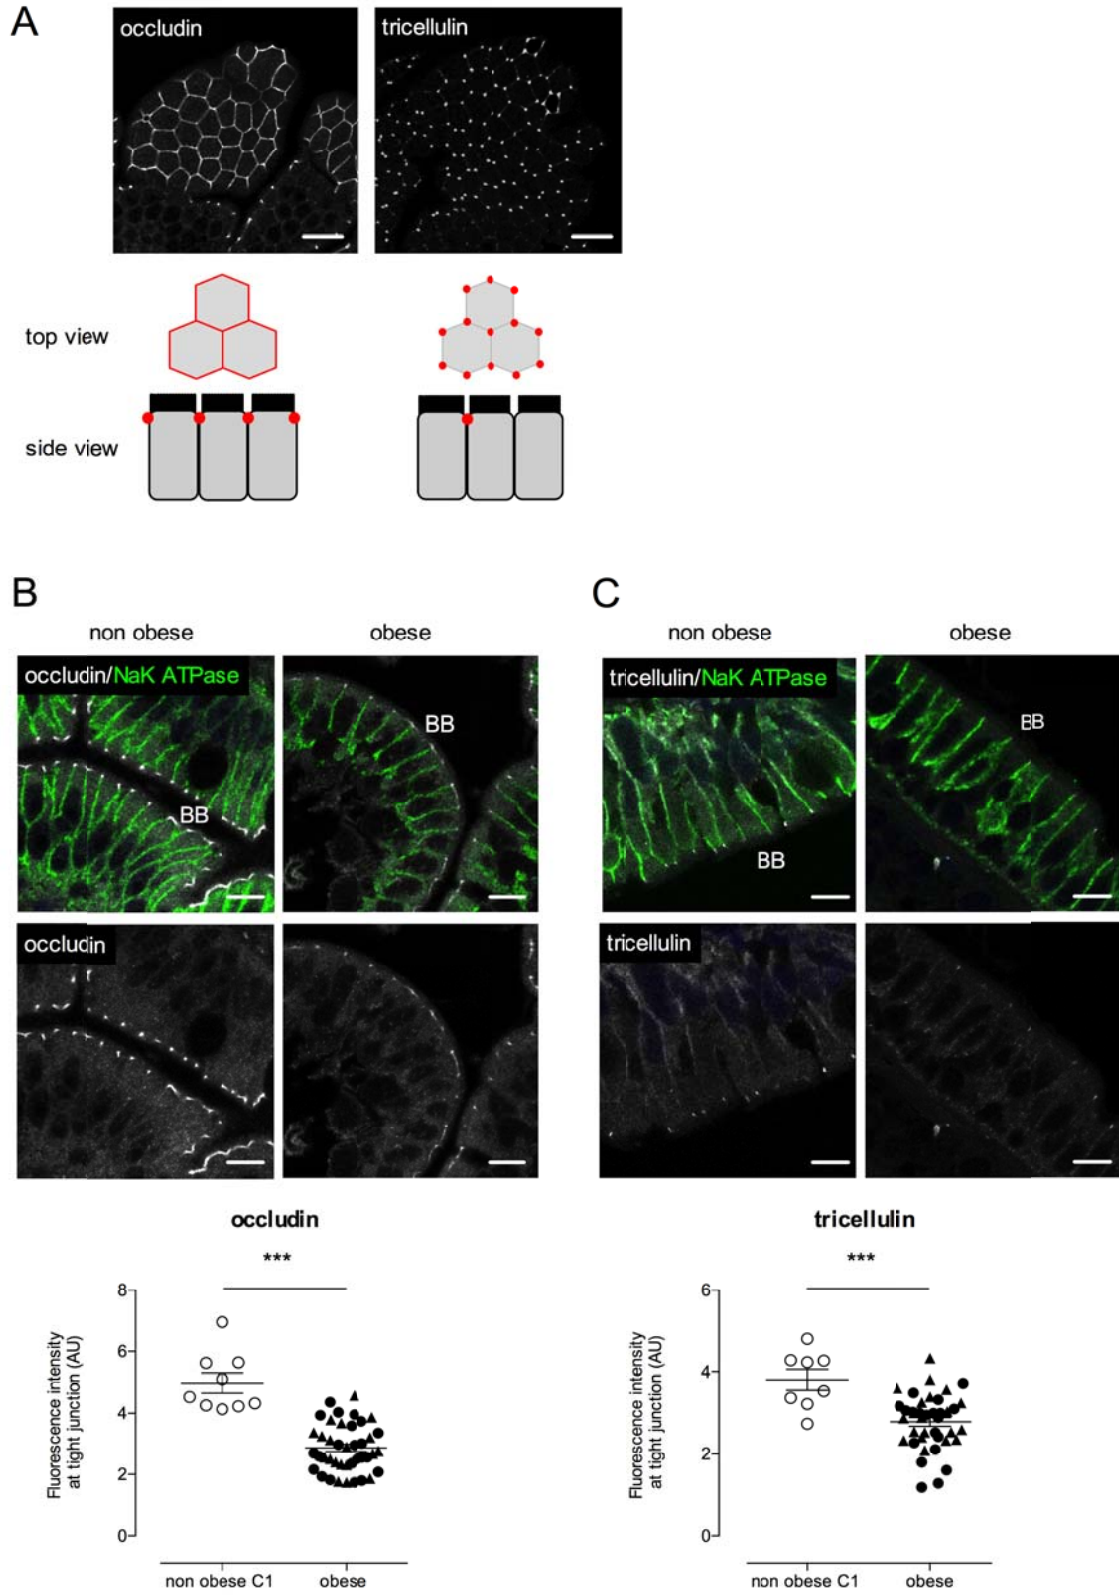 A
occludin
tricellulin
top view
side view
B
non obese
obese
occludin/NaK ATPase
BB
BB
occludin
C
non obese
obese
tricellulin/NaK ATPase
BB
BB
tricellulin
occludin
***
Fluorescence intensity
at tight junction (AU)
8
6
4
2
0
non obese C1
obese
tricellulin
***
Fluorescence intensity
at tight junction (AU)
6
4
2
0
non obese C1
obese